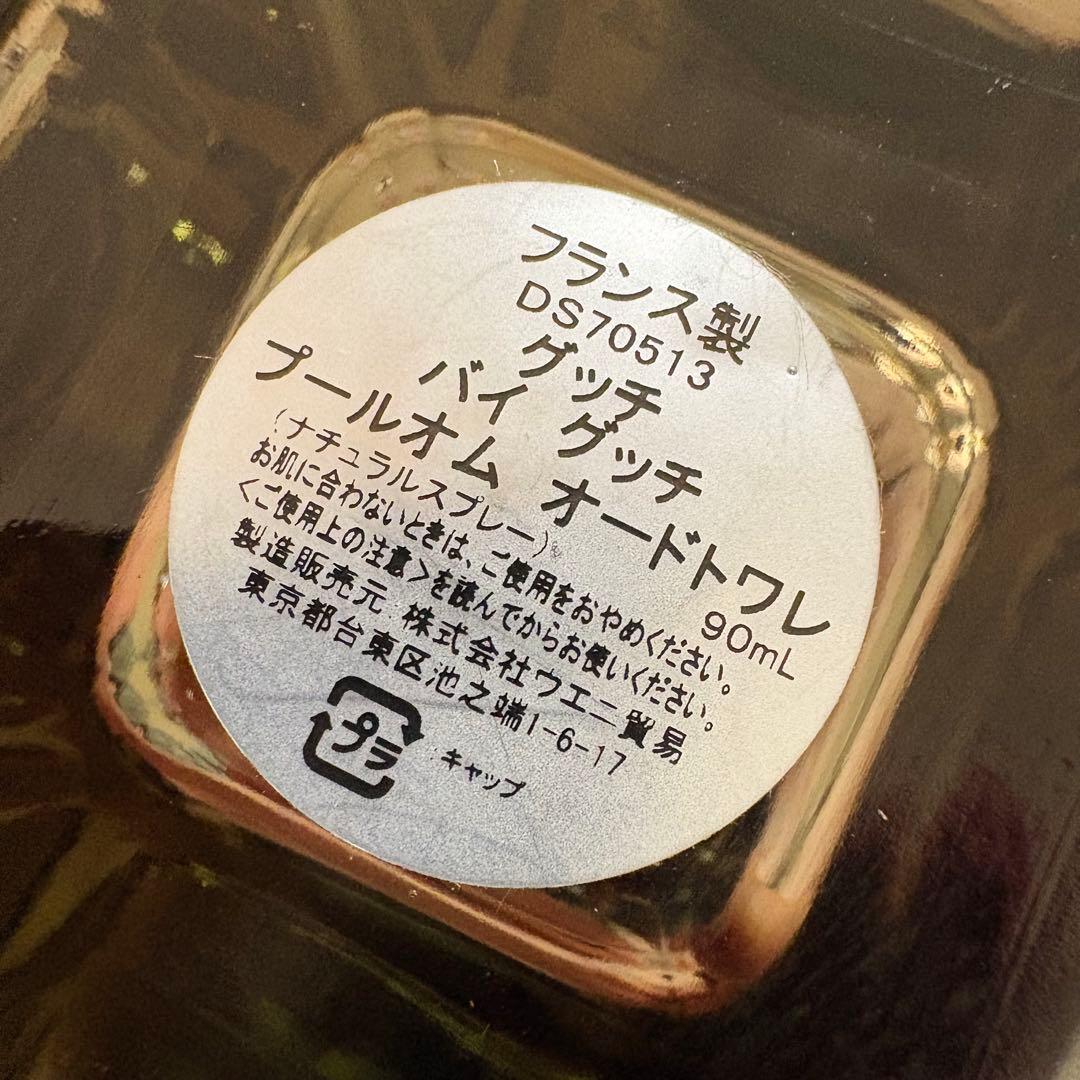 フランス製
DS70513
グッチ
バイ グッチ
プールオム オードトワレ
(ナチュラルスプレー) 90mL
お肌に合わないときは、ご使用をおやめください。
<ご使用上の注意>を読んでからお使いください。
製造販売元:株式会社ウエニ貿易
東京都台東区池之端1-6-17
プラ :キャップ